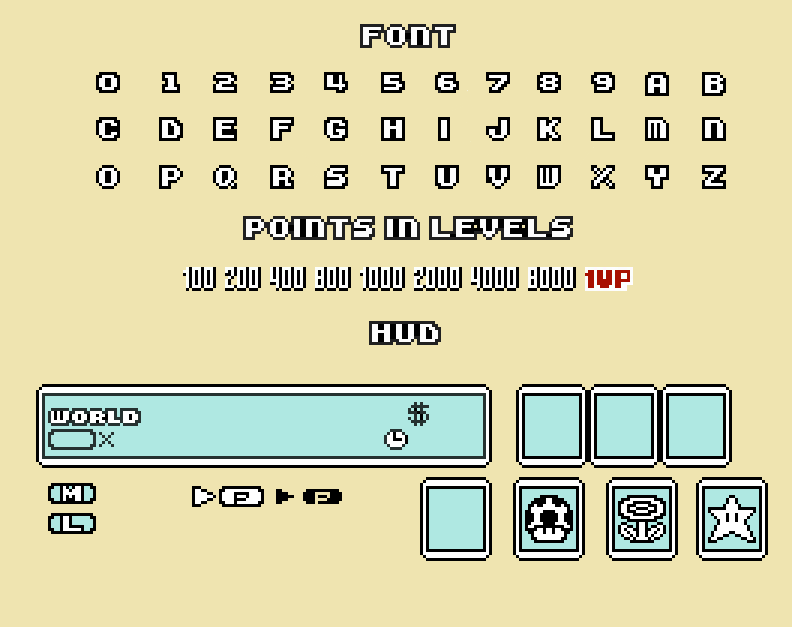 FONT
0 1 2 3 4 5 6 7 8 9 A B
C D E F G H I J K L M N
O P Q R S T U V W X Y Z
POINTS IN LEVELS
100 200 400 800 1000 2000 4000 8000 1UP
HUD
WORLD $
X
M P P
L